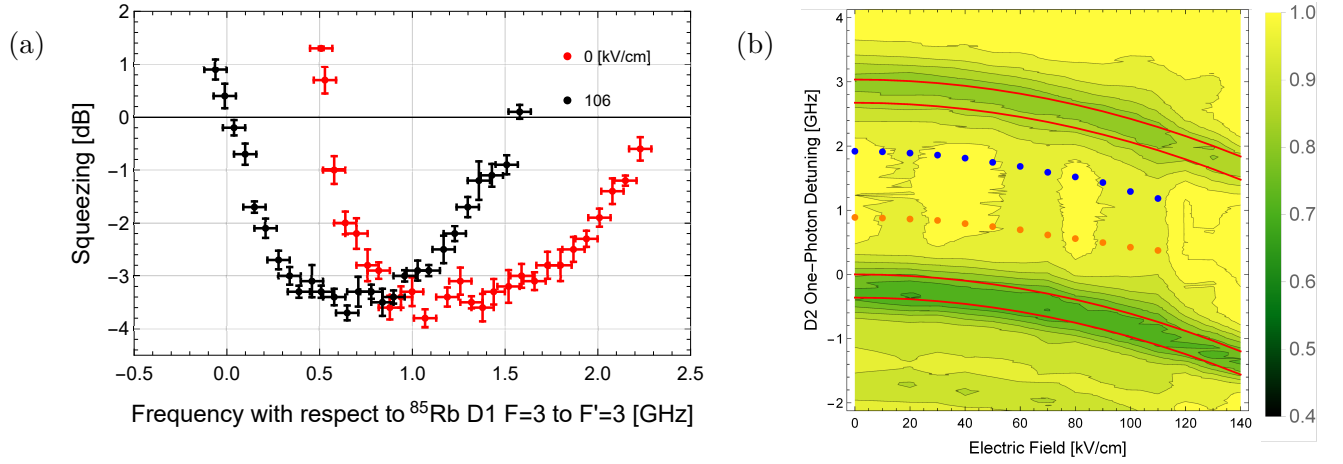 (a)
Squeezing [dB]
2
1
0
−1
−2
−3
−4
0 [kV/cm]
106
−0.5 0.0 0.5 1.0 1.5 2.0 2.5
Frequency with respect to ⁸⁵Rb D1 F=3 to F'=3 [GHz]
(b)
D2 One-Photon Detuning [GHz]
4
3
2
1
0
-1
-2
0 20 40 60 80 100 120 140
Electric Field [kV/cm]
1.0
0.9
0.8
0.7
0.6
0.5
0.4